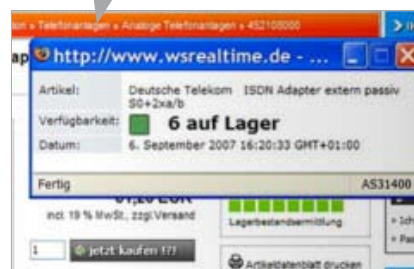 » Telefonanlagen » Analoge Telefonanlagen » 452108000
http://www.wsrealtime.de - ...
Artikel: Deutsche Telekom ISDN Adapter extern passiv
S0+2xa/b
Verfügbarkeit: 6 auf Lager
Datum: 6. September 2007 16:20:33 GMT+01:00
Fertig AS31400
EUR
incl. 19 % MwSt., zzgl.Versand
Lagerbestandsermittlung
» Ich
1 jetzt kaufen !?!
Artikeldatenblatt drucken